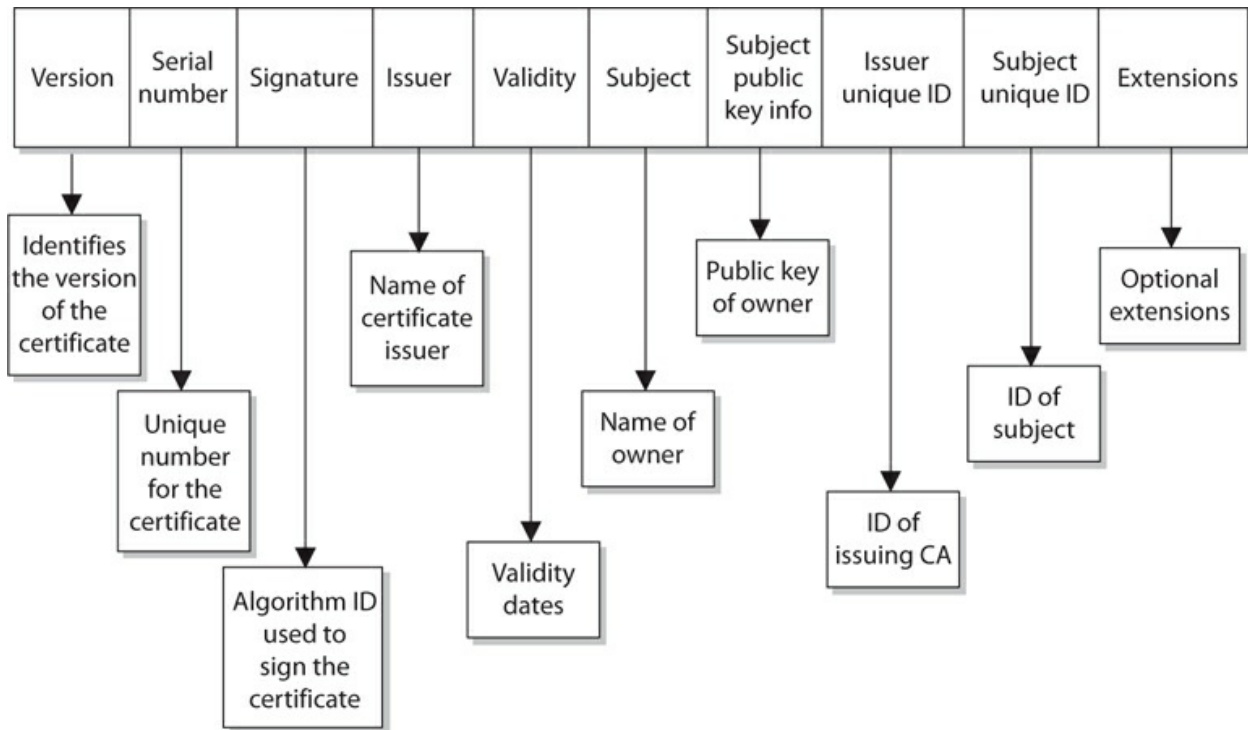 Version
Serial
number
Signature
Issuer
Validity
Subject
Subject
public
key info
Issuer
unique ID
Subject
unique ID
Extensions
Identifies
the version
of the
certificate
Unique
number
for the
certificate
Algorithm ID
used to
sign the
certificate
Name of
certificate
issuer
Validity
dates
Name of
owner
Public key
of owner
ID of
issuing CA
ID of
subject
Optional
extensions